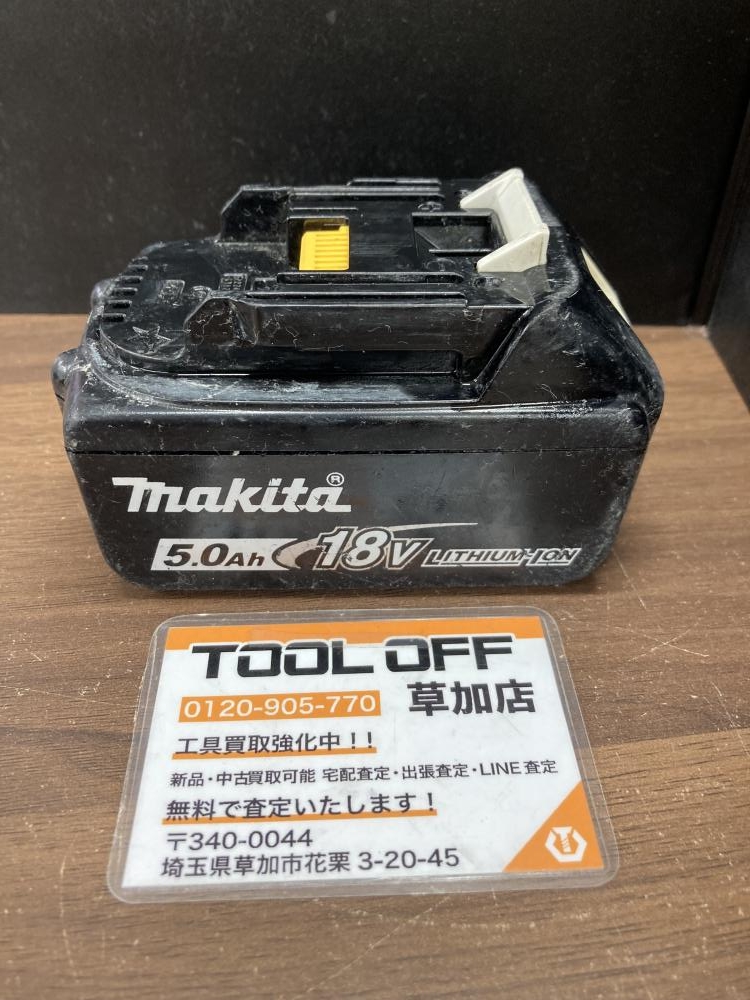 makita®
5.0Ah 18V LITHIUM-ION
TOOL OFF
0120-905-770 草加店
工具買取強化中！！
新品・中古買取可能 宅配査定・出張査定・LINE査定
無料で査定いたします！
〒340-0044
埼玉県草加市花栗 3-20-45